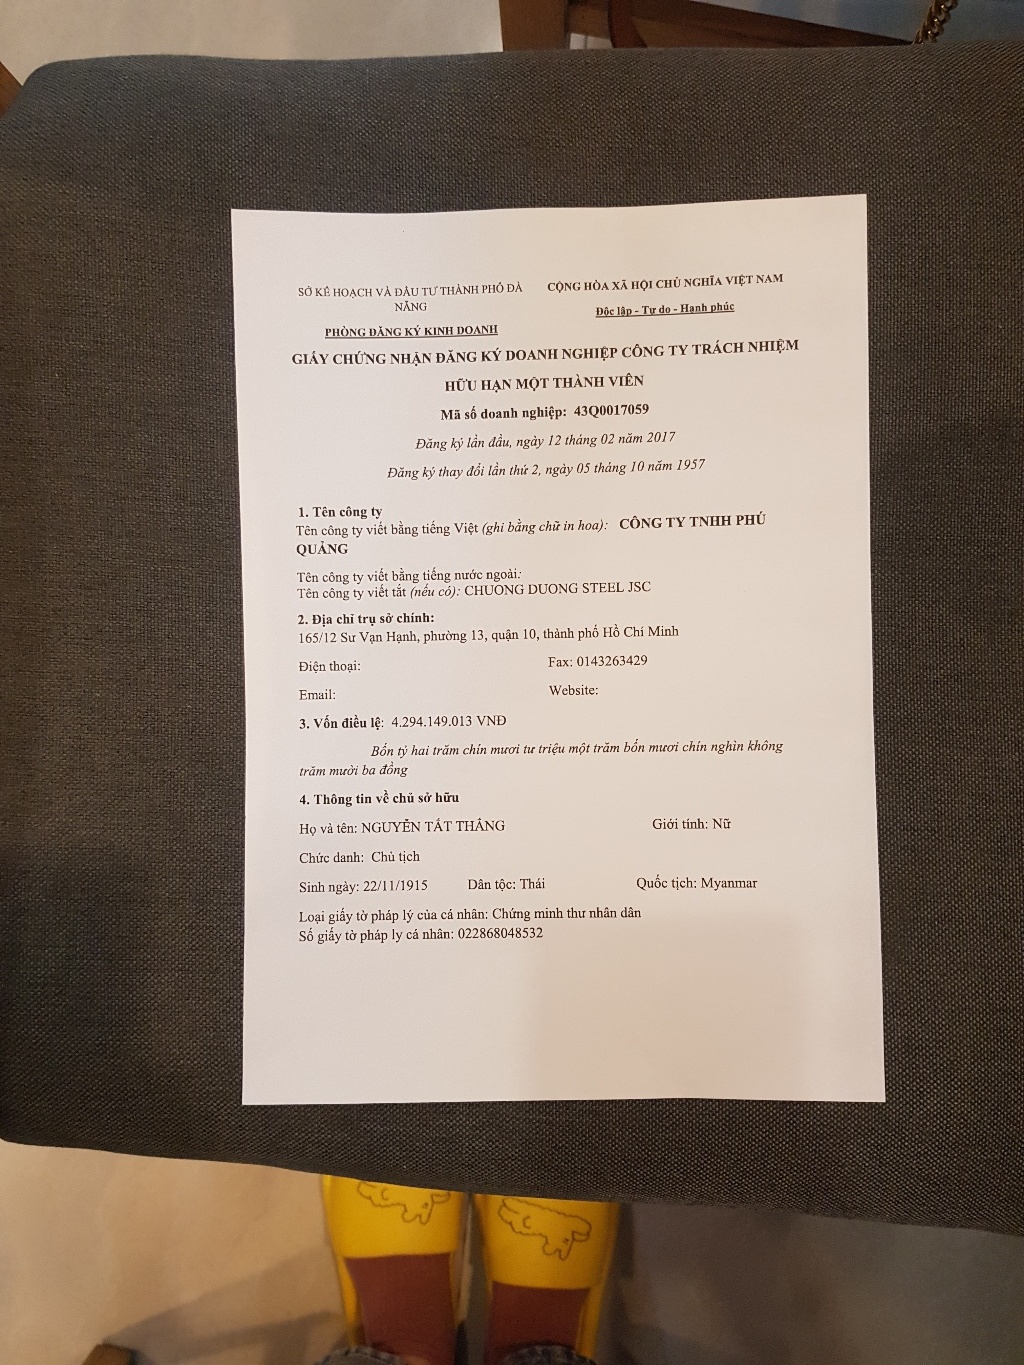 SỞ KẾ HOẠCH VÀ ĐẦU TƯ THÀNH PHỐ ĐÀ
NẴNG
CỘNG HÒA XÃ HỘI CHỦ NGHĨA VIỆT NAM
Độc lập - Tự do - Hạnh phúc
PHÒNG ĐĂNG KÝ KINH DOANH
GIẤY CHỨNG NHẬN ĐĂNG KÝ DOANH NGHIỆP CÔNG TY TRÁCH NHIỆM
HỮU HẠN MỘT THÀNH VIÊN
Mã số doanh nghiệp: 43Q0017059
Đăng ký lần đầu, ngày 12 tháng 02 năm 2017
Đăng ký thay đổi lần thứ 2, ngày 05 tháng 10 năm 1957
1. Tên công ty
Tên công ty viết bằng tiếng Việt (ghi bằng chữ in hoa): CÔNG TY TNHH PHÚ
QUẢNG
Tên công ty viết bằng tiếng nước ngoài:
Tên công ty viết tắt (nếu có): CHUONG DUONG STEEL JSC
2. Địa chỉ trụ sở chính:
165/12 Sư Vạn Hạnh, phường 13, quận 10, thành phố Hồ Chí Minh
Điện thoại: Fax: 0143263429
Email: Website:
3. Vốn điều lệ: 4.294.149.013 VNĐ
Bốn tỷ hai trăm chín mươi tư triệu một trăm bốn mươi chín nghìn không
trăm mười ba đồng
4. Thông tin về chủ sở hữu
Họ và tên: NGUYỄN TẤT THẮNG Giới tính: Nữ
Chức danh: Chủ tịch
Sinh ngày: 22/11/1915 Dân tộc: Thái Quốc tịch: Myanmar
Loại giấy tờ pháp lý của cá nhân: Chứng minh thư nhân dân
Số giấy tờ pháp ly cá nhân: 022868048532